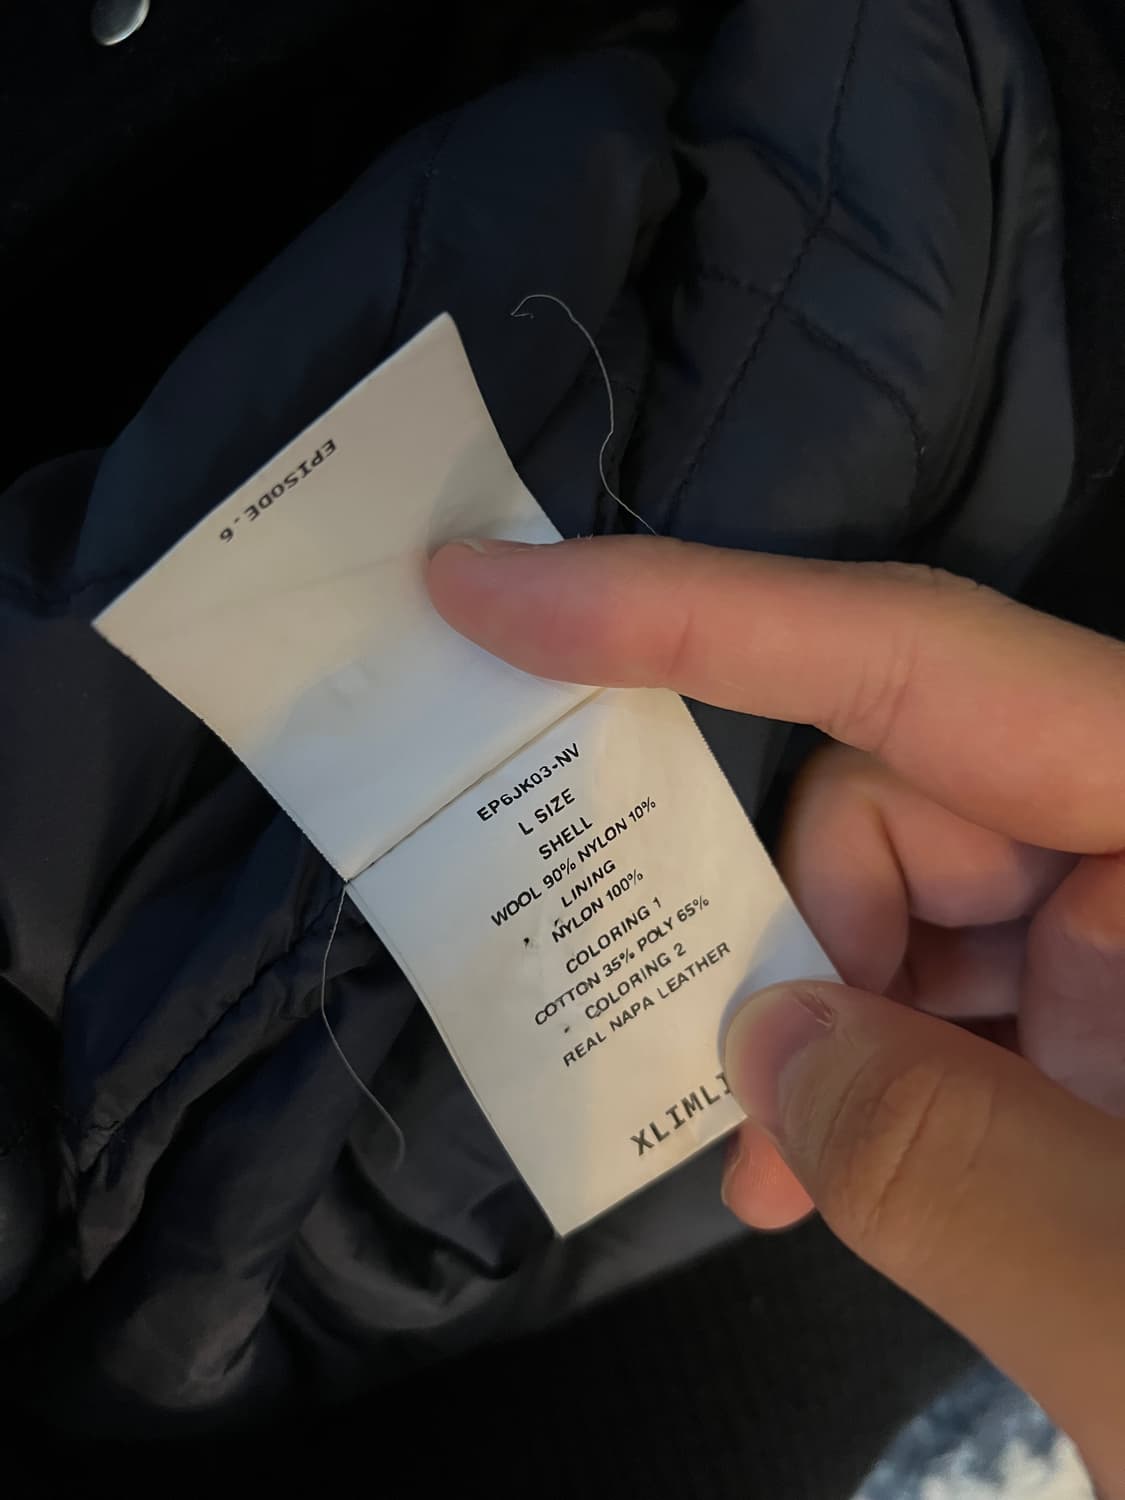 EPISODE.6
EP6JK03-NV
L SIZE
SHELL
WOOL 90% NYLON 10%
LINING
NYLON 100%
COLORING 1
COTTON 35% POLY 65%
COLORING 2
REAL NAPA LEATHER
XLIMLI